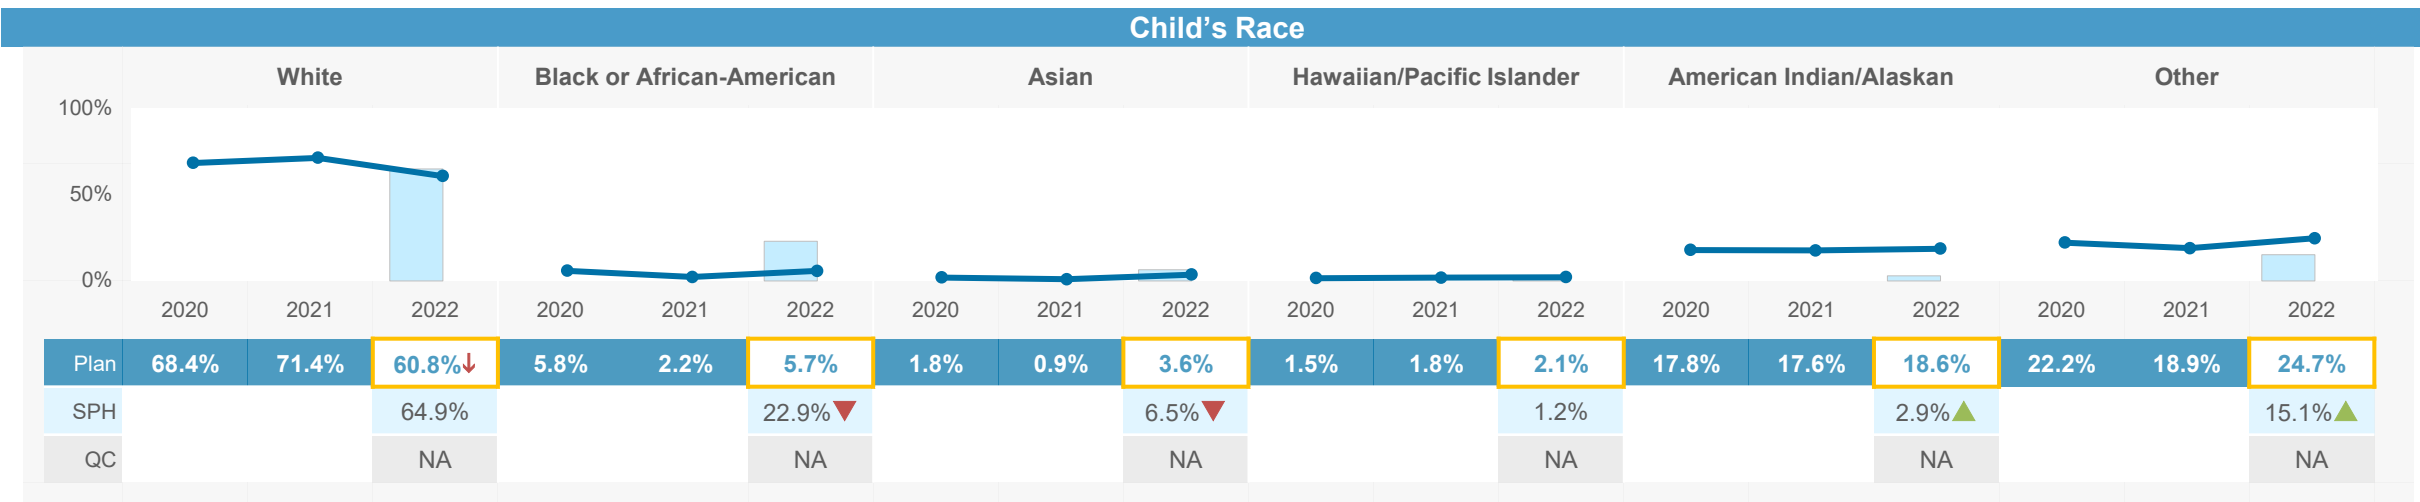 Child’s Race
White Black or African-American Asian Hawaiian/Pacific Islander American Indian/Alaskan Other
100%
50%
0%
2020 2021 2022 2020 2021 2022 2020 2021 2022 2020 2021 2022 2020 2021 2022 2020 2021 2022
Plan 68.4% 71.4% 60.8%↓ 5.8% 2.2% 5.7% 1.8% 0.9% 3.6% 1.5% 1.8% 2.1% 17.8% 17.6% 18.6% 22.2% 18.9% 24.7%
SPH 64.9% 22.9%▼ 6.5%▼ 1.2% 2.9%▲ 15.1%▲
QC NA NA NA NA NA NA